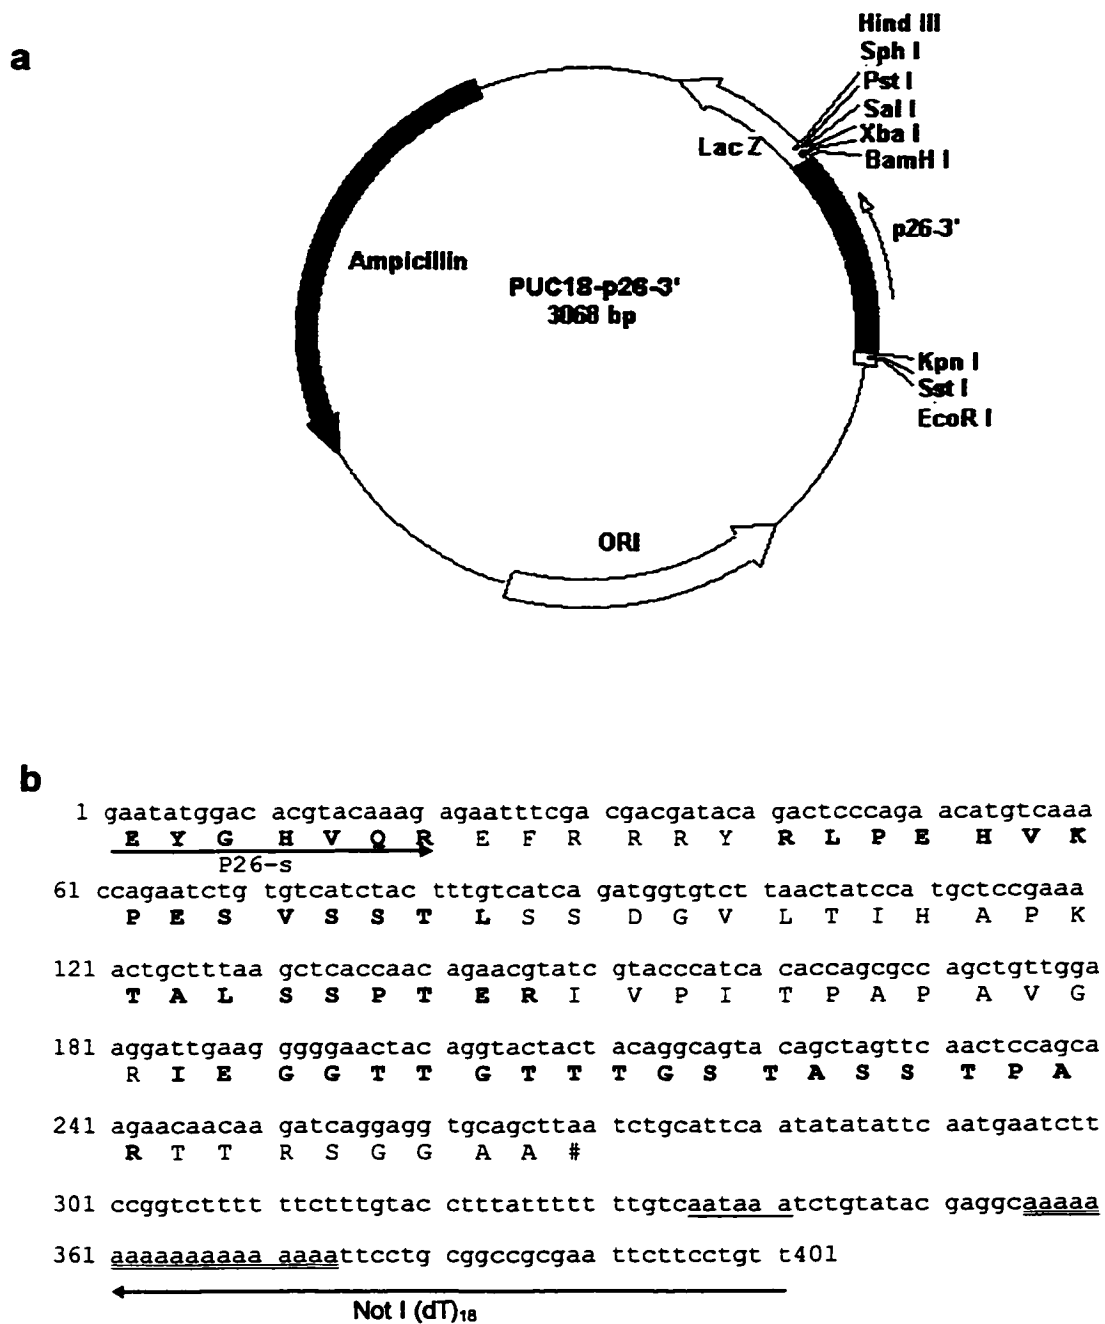 a
Hind III
Sph I
Pst I
Sal I
Xba I
BamH I
Lac Z
p26-3'
Ampicillin
PUC18-p26-3'
3068 bp
Kpn I
Sst I
EcoR I
ORI
b
1 gaatatggac acgtacaaag agaatttcga cgacgataca gactcccaga acatgtcaaa
E Y G H V Q R E F R R R Y R L P E H V K
P26-s
61 ccagaatctg tgtcatctac tttgtcatca gatggtgtct taactatcca tgctccgaaa
P E S V S S T L S S D G V L T I H A P K
121 actgctttaa gctcaccaac agaacgtatc gtacccatca caccagcgcc agctgttgga
T A L S S P T E R I V P I T P A P A V G
181 aggattgaag ggggaactac aggtactact acaggcagta cagctagttc aactccagca
R I E G G T T G T T T G S T A S S T P A
241 agaacaacaa gatcaggagg tgcagcttaa tctgcattca atatatattc aatgaatctt
R T T R S G G A A #
301 ccggtctttt ttctttgtac ctttattttt ttgtcaataa atctgtatac gaggcaaaaa
361 aaaaaaaaaa aaaattcctg cggccgcgaa ttcttcctgt t401
Not I (dT)₁₈